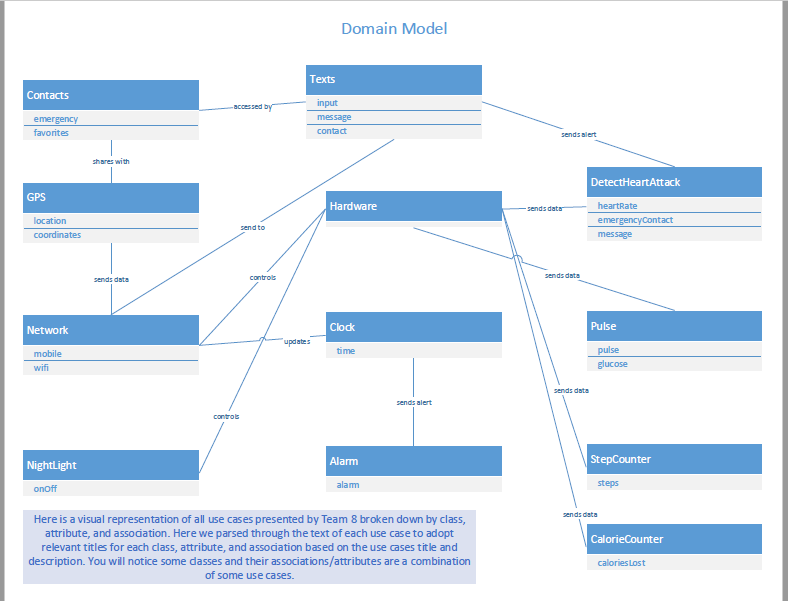 Domain Model
Texts
input
message
contact
Contacts
emergency
favorites
accessed by
sends alert
shares with
GPS
location
coordinates
Hardware
DetectHeartAttack
heartRate
emergencyContact
message
sends data
send to
sends data
controls
sends data
Network
mobile
wifi
updates
Clock
time
Pulse
pulse
glucose
sends data
sends alert
controls
NightLight
onOff
Alarm
alarm
StepCounter
steps
sends data
CalorieCounter
caloriesLost
Here is a visual representation of all use cases presented by Team 8 broken down by class,
attribute, and association. Here we parsed through the text of each use case to adopt
relevant titles for each class, attribute, and association based on the use cases title and
description. You will notice some classes and their associations/attributes are a combination
of some use cases.